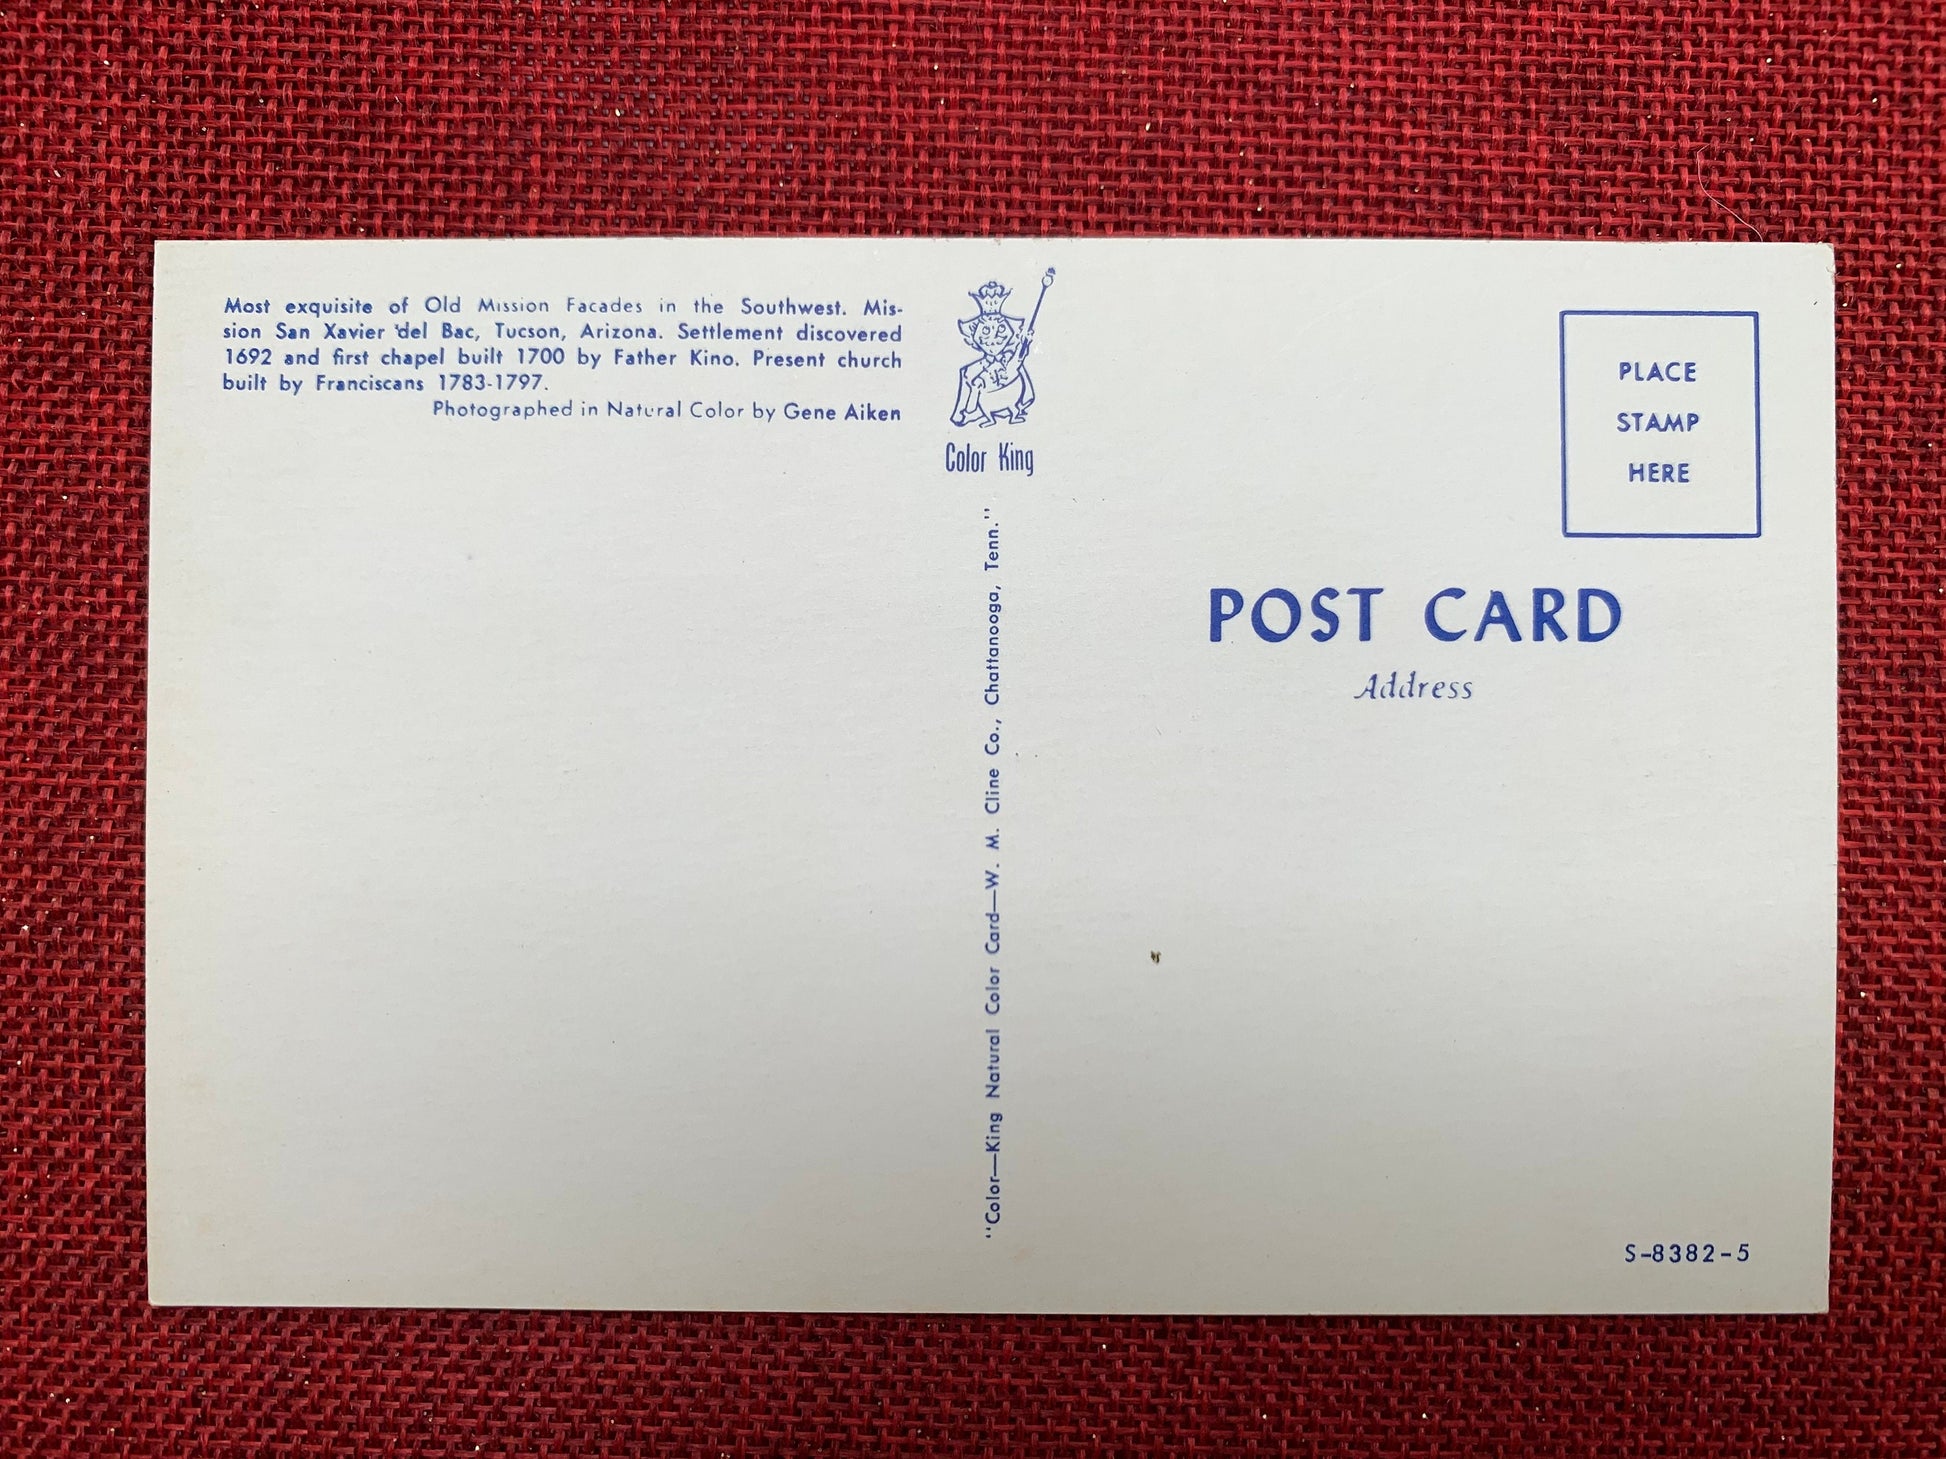 Most exquisite of Old Mission Facades in the Southwest. Mis-
sion San Xavier del Bac, Tucson, Arizona. Settlement discovered
1692 and first chapel built 1700 by Father Kino. Present church
built by Franciscans 1783-1797.
Photographed in Natural Color by Gene Aiken
Color King
"Color—King Natural Color Card—W. M. Cline Co., Chattanooga, Tenn."
PLACE
STAMP
HERE
POST CARD
Address
S-8382-5